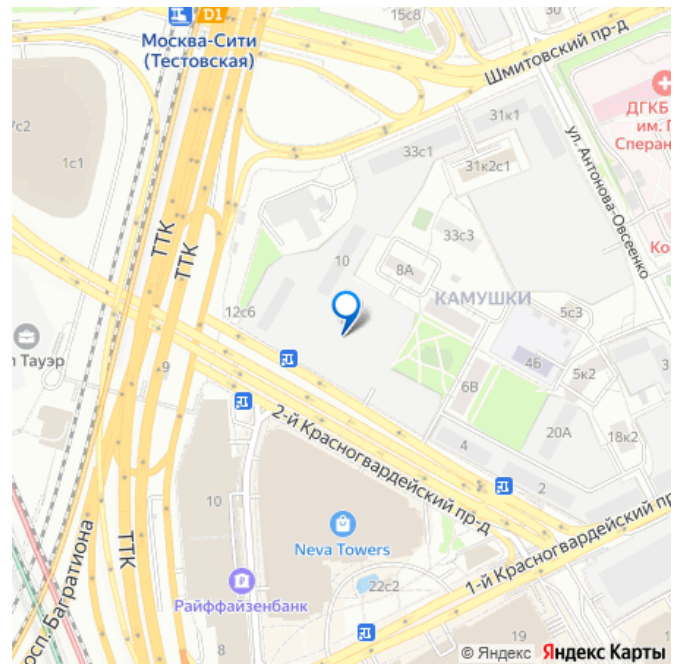 15с8
D1
Москва-Сити
(Тестовская)
Шмитовский пр-д
31к1
ДГКБ
им. Г
Сперан
7с2
1с1
33с1
31к2с1
ул. Антонова-Овсеенко
ТТК
ТТК
33с3
10
8А
Ко
КАМУШКИ
12с6
5с3
л Тауэр
9
4Б
5к2
3
6В
2-й Красногвардейский пр-д
20А
18к2
4
2
10
Neva Towers
ТТК
1-й Красногвардейский пр
Райффайзенбанк
22с2
росп. Багратиона
8
19
© Яндекс Яндекс Карты